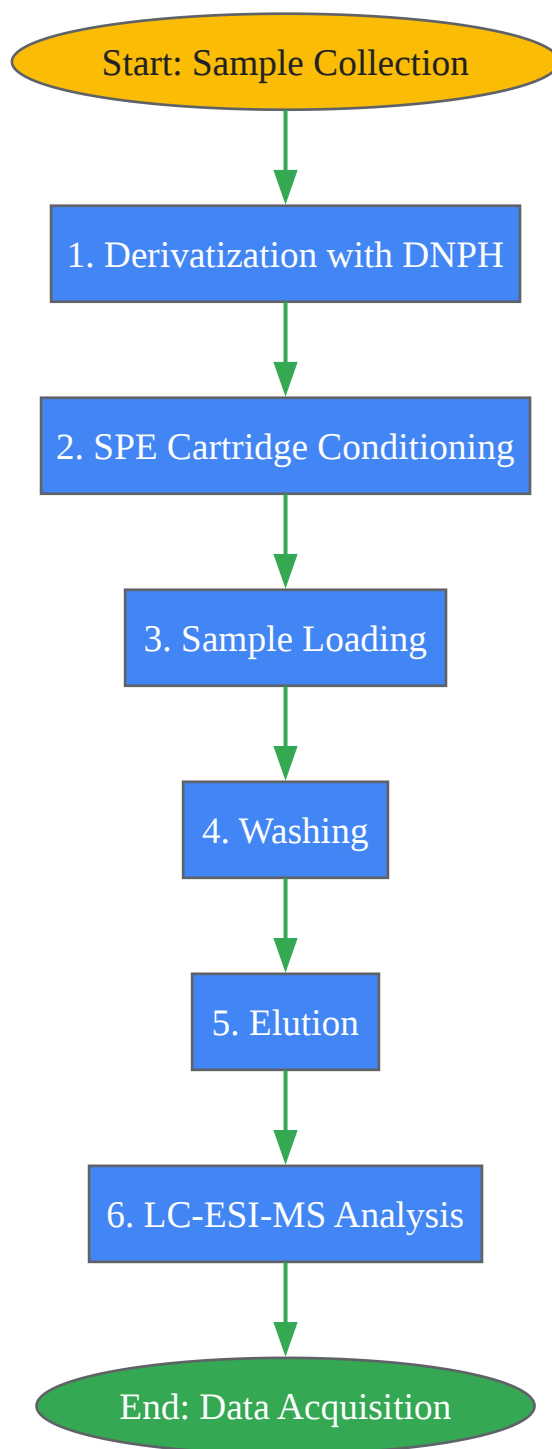 Start: Sample Collection
1. Derivatization with DNPH
2. SPE Cartridge Conditioning
3. Sample Loading
4. Washing
5. Elution
6. LC-ESI-MS Analysis
End: Data Acquisition